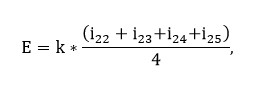 E = k * (i₂₂ + i₂₃+i₂₄+i₂₅) / 4,